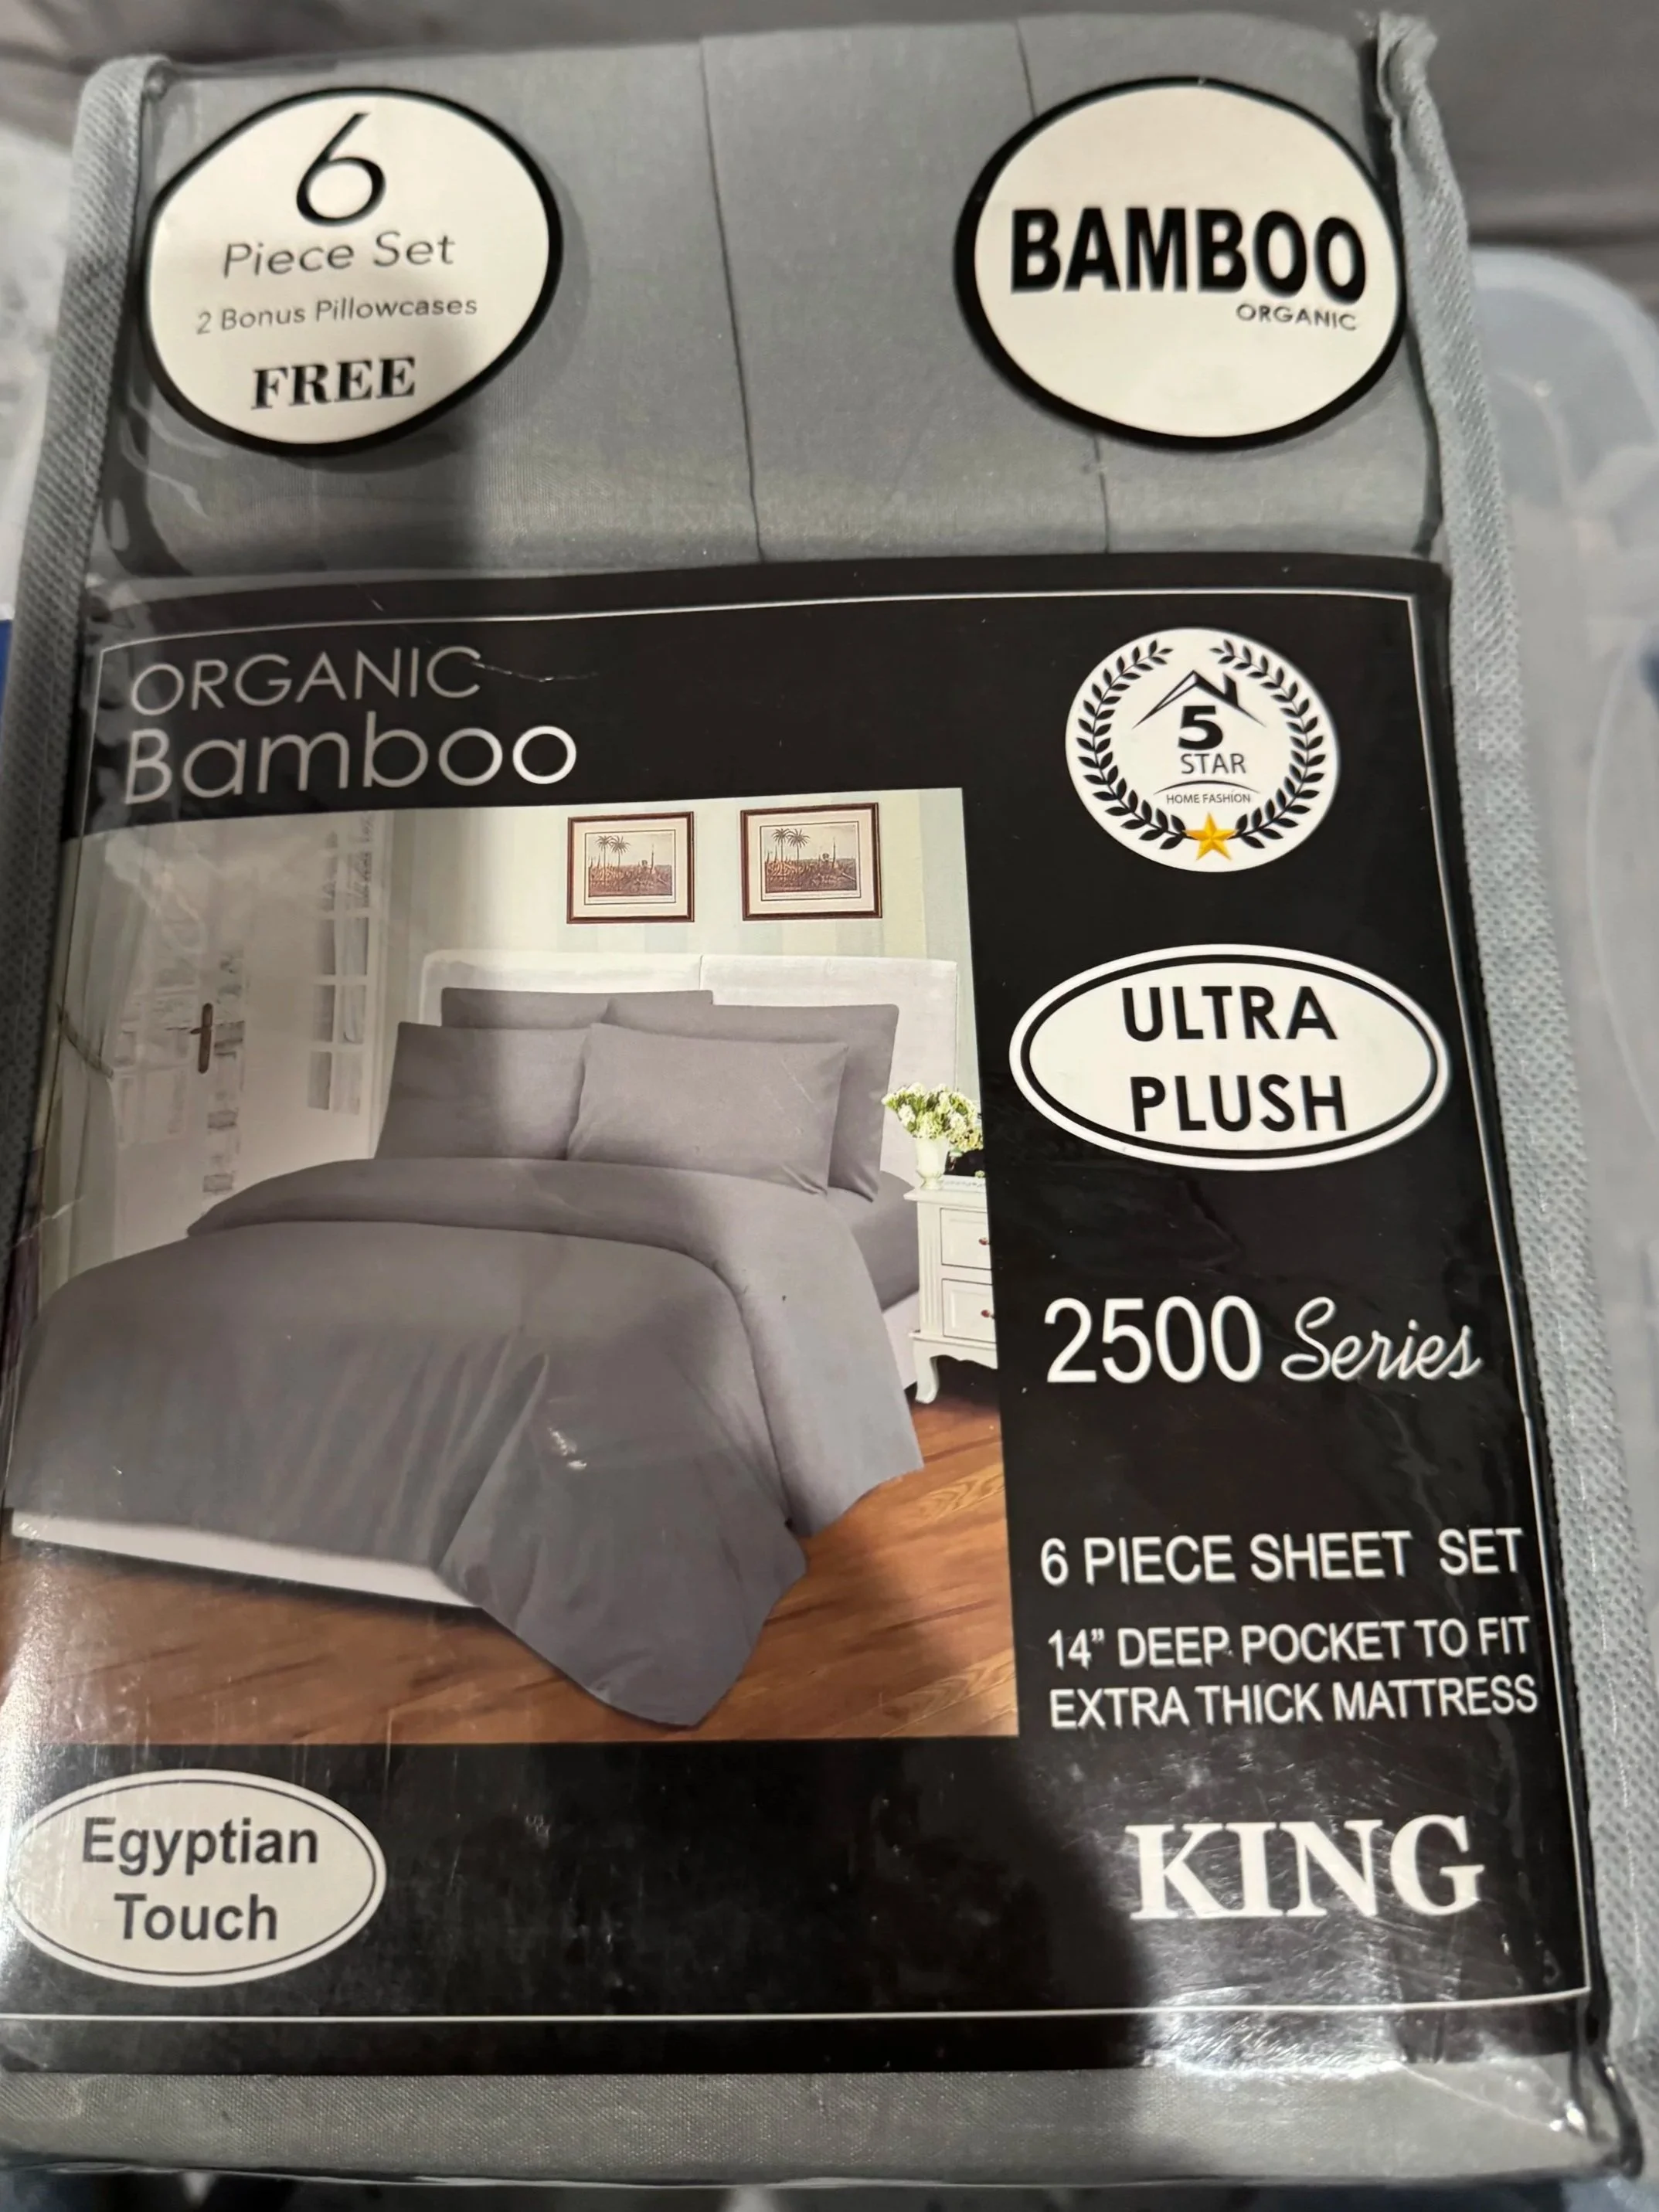 6
Piece Set
2 Bonus Pillowcases
FREE
BAMBOO
ORGANIC
ORGANIC
Bamboo
5
STAR
HOME FASHION
ULTRA
PLUSH
2500 Series
6 PIECE SHEET SET
14” DEEP POCKET TO FIT
EXTRA THICK MATTRESS
Egyptian
Touch
KING